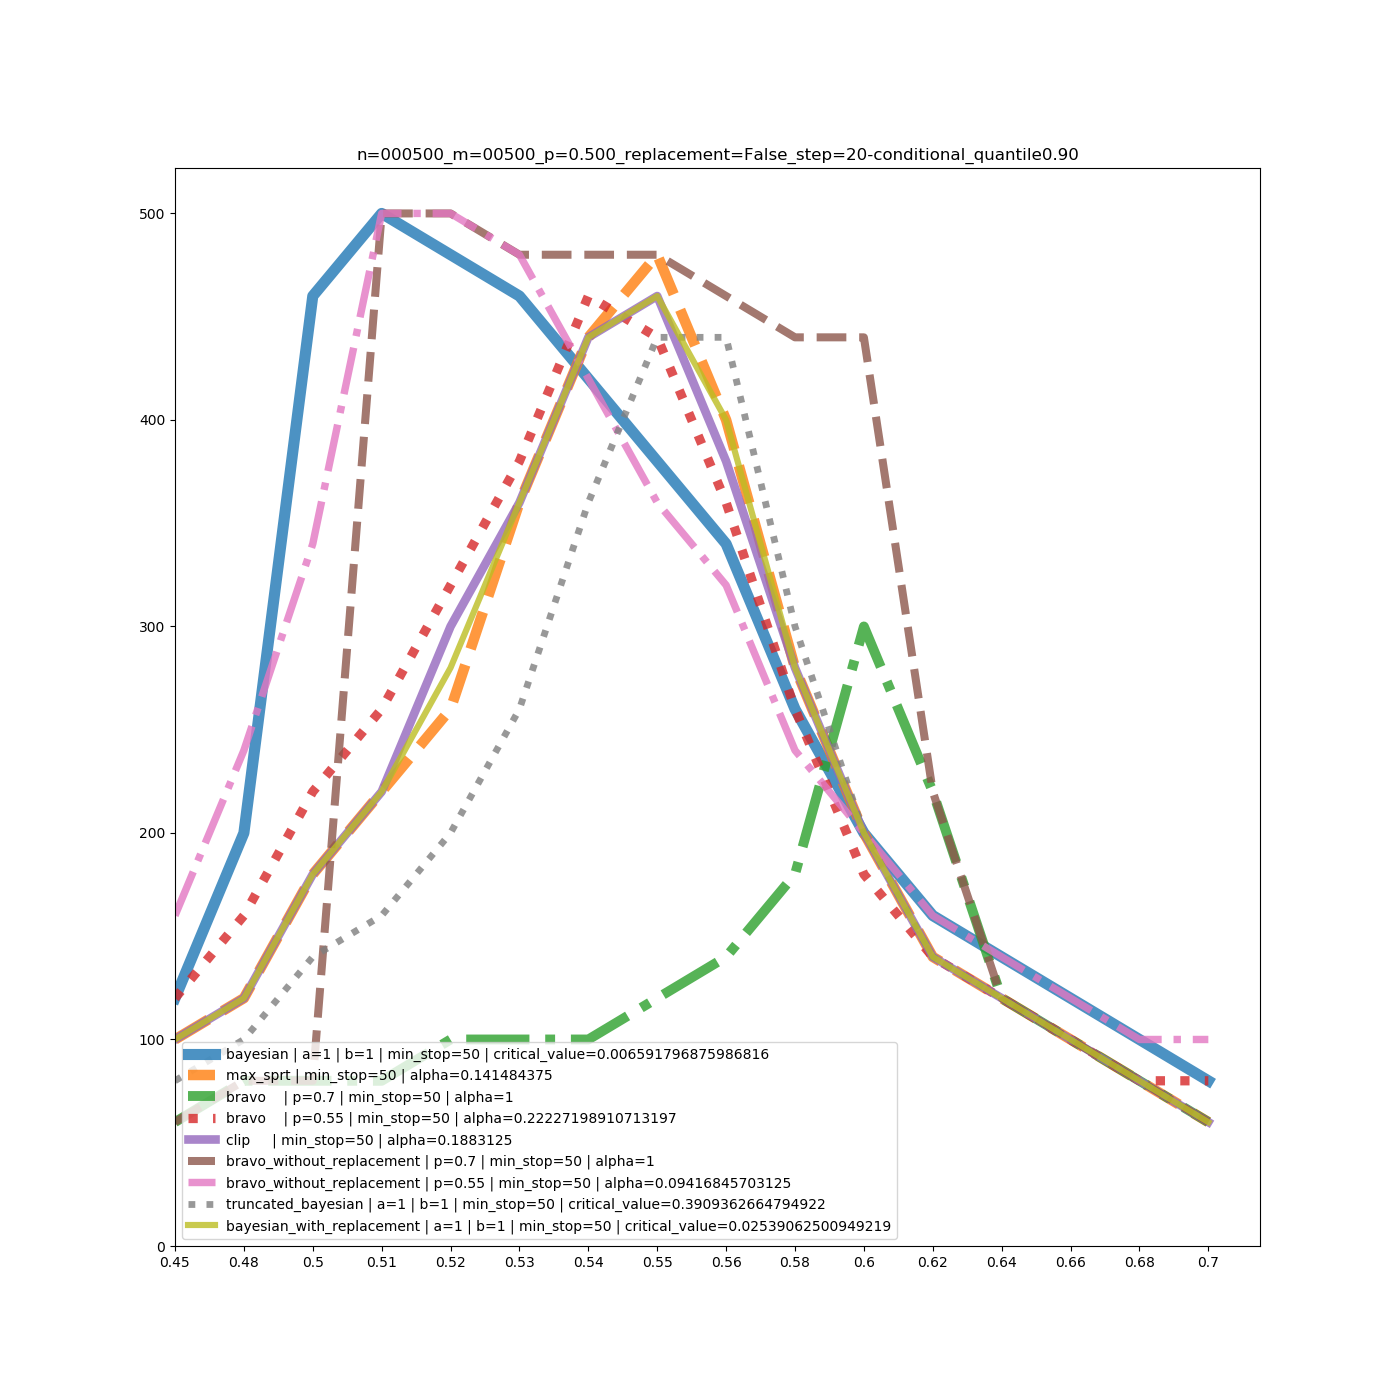 n=000500_m=00500_p=0.500_replacement=False_step=20-conditional_quantile0.90
500
400
300
200
100
0
bayesian | a=1 | b=1 | min_stop=50 | critical_value=0.006591796875986816
max_sprt | min_stop=50 | alpha=0.141484375
bravo | p=0.7 | min_stop=50 | alpha=1
bravo | p=0.55 | min_stop=50 | alpha=0.22227198910713197
clip | min_stop=50 | alpha=0.1883125
bravo_without_replacement | p=0.7 | min_stop=50 | alpha=1
bravo_without_replacement | p=0.55 | min_stop=50 | alpha=0.09416845703125
truncated_bayesian | a=1 | b=1 | min_stop=50 | critical_value=0.3909362664794922
bayesian_with_replacement | a=1 | b=1 | min_stop=50 | critical_value=0.02539062500949219
0.45 0.48 0.5 0.51 0.52 0.53 0.54 0.55 0.56 0.58 0.6 0.62 0.64 0.66 0.68 0.7